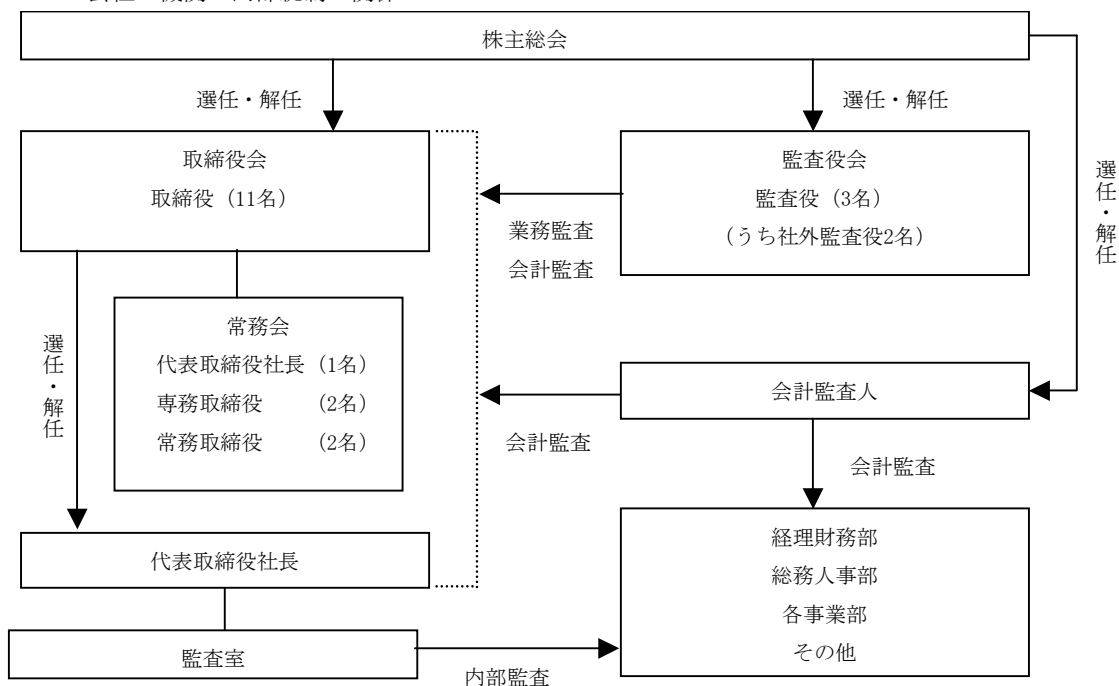 株主総会
選任・解任
選任・解任
選任・解任
取締役会
取締役（11名）
監査役会
監査役（3名）
（うち社外監査役2名）
業務監査
会計監査
選任・解任
常務会
代表取締役社長（1名）
専務取締役　　（2名）
常務取締役　　（2名）
会計監査人
会計監査
会計監査
代表取締役社長
経理財務部
総務人事部
各事業部
その他
監査室
内部監査